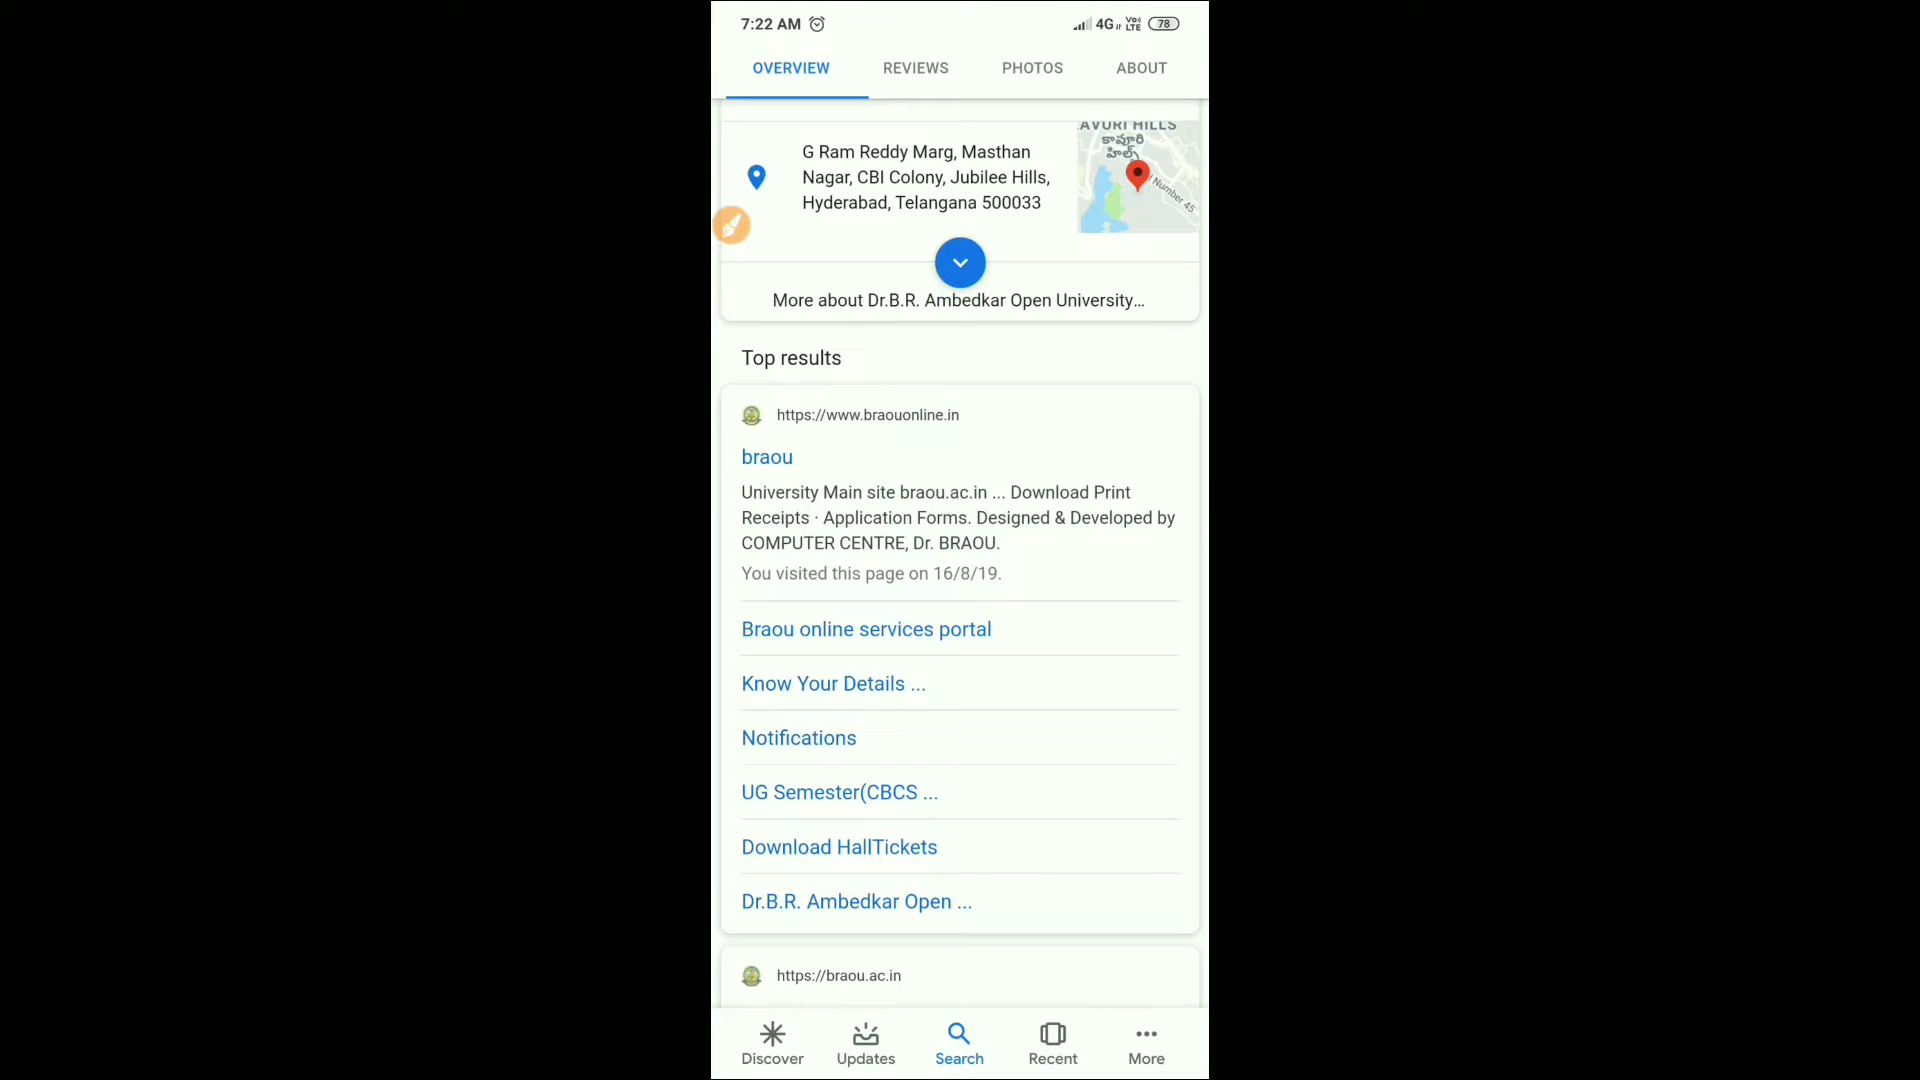 7:22 AM 4G Vo) LTE 78
OVERVIEW REVIEWS PHOTOS ABOUT
AVURI HILLS
కావూరి
హిల్స్
Number 45
G Ram Reddy Marg, Masthan
Nagar, CBI Colony, Jubilee Hills,
Hyderabad, Telangana 500033
More about Dr.B.R. Ambedkar Open University...
Top results
https://www.braouonline.in
braou
University Main site braou.ac.in ... Download Print
Receipts · Application Forms. Designed & Developed by
COMPUTER CENTRE, Dr. BRAOU.
You visited this page on 16/8/19.
Braou online services portal
Know Your Details ...
Notifications
UG Semester(CBCS ...
Download HallTickets
Dr.B.R. Ambedkar Open ...
https://braou.ac.in
Discover Updates Search Recent More